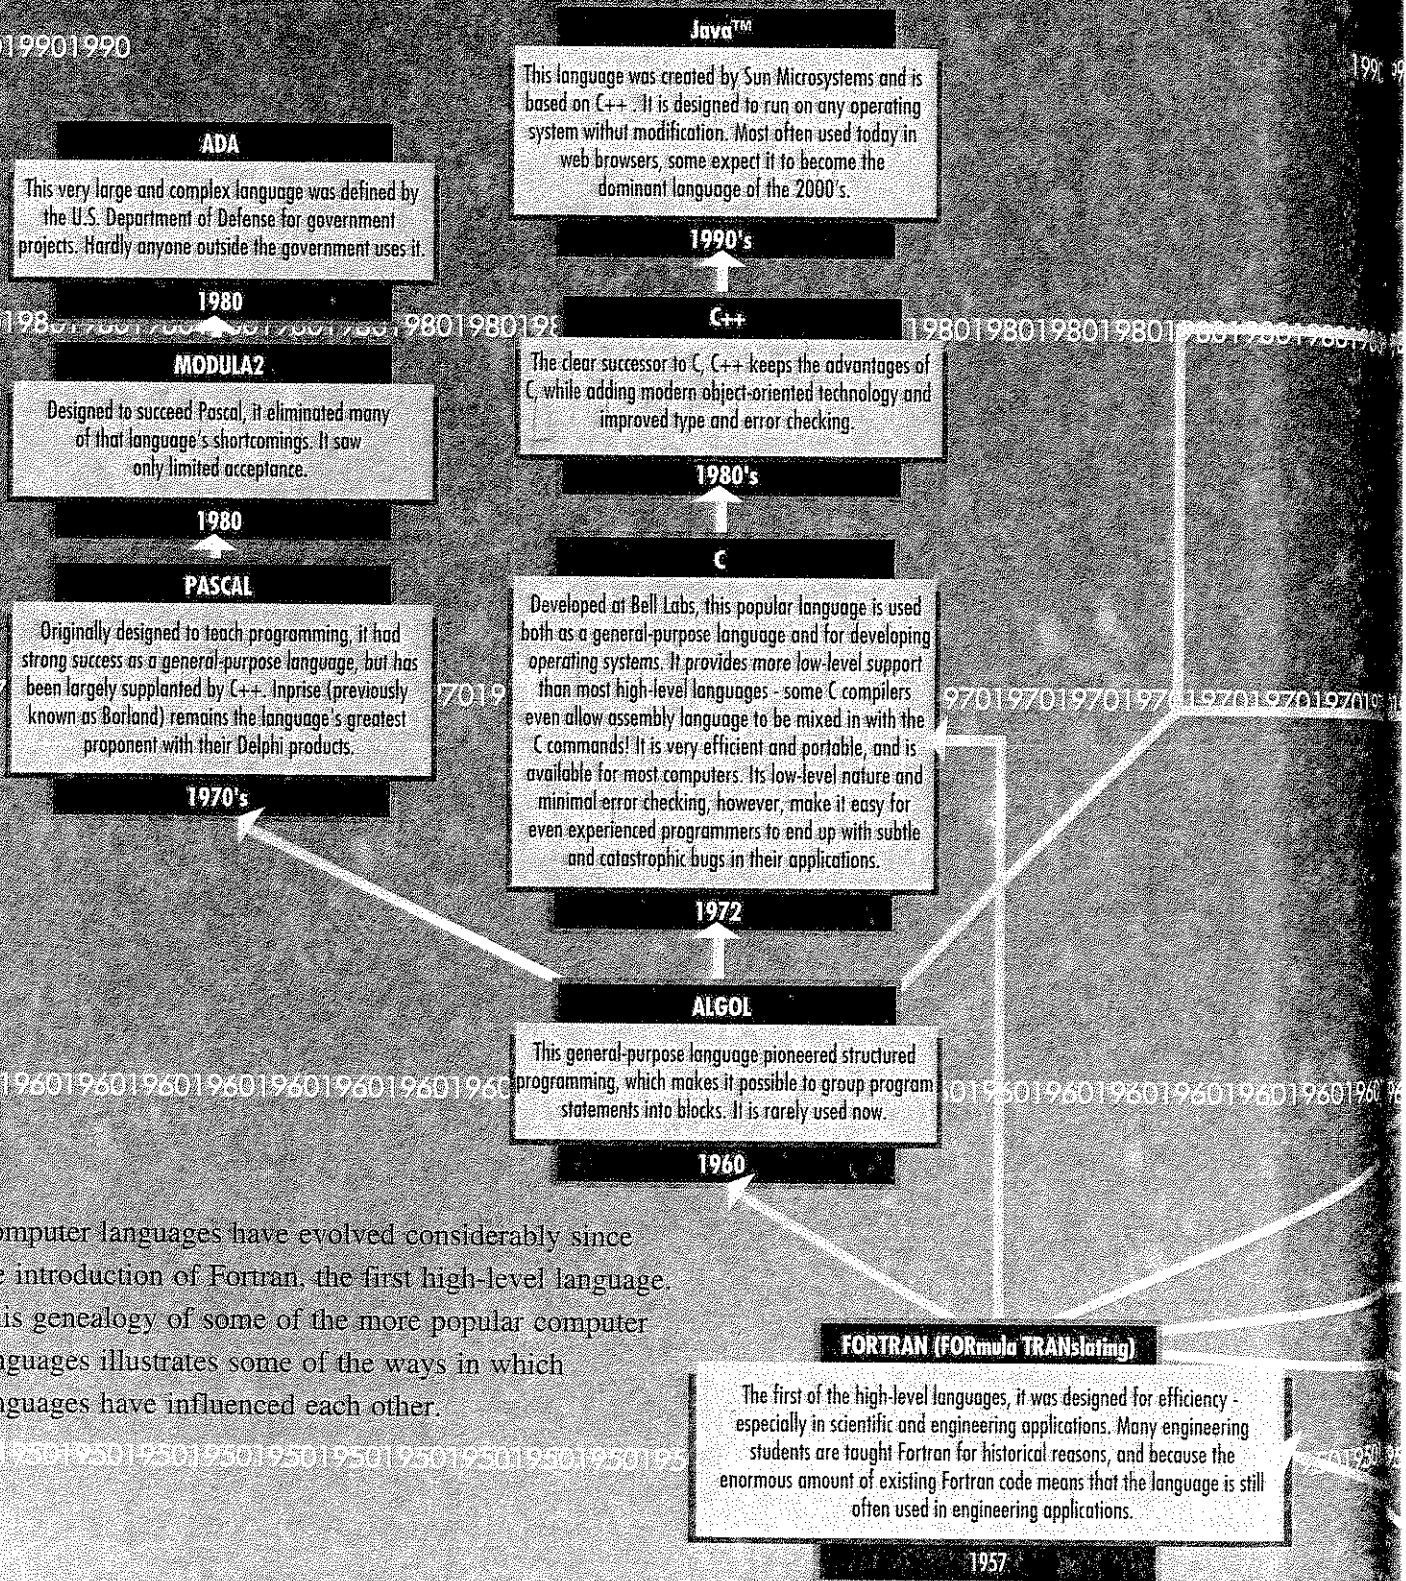 019901990
Java™
This language was created by Sun Microsystems and is
based on C++ . It is designed to run on any operating
system withut modification. Most often used today in
web browsers, some expect it to become the
dominant language of the 2000's.
1990's
199
ADA
This very large and complex language was defined by
the U.S. Department of Defense for government
projects. Hardly anyone outside the government uses it.
1980
C++
The clear successor to C, C++ keeps the advantages of
C, while adding modern object-oriented technology and
improved type and error checking.
1980's
MODULA2
Designed to succeed Pascal, it eliminated many
of that language's shortcomings. It saw
only limited acceptance.
1980
C
Developed at Bell Labs, this popular language is used
both as a general-purpose language and for developing
operating systems. It provides more low-level support
than most high-level languages - some C compilers
even allow assembly language to be mixed in with the
C commands! It is very efficient and portable, and is
available for most computers. Its low-level nature and
minimal error checking, however, make it easy for
even experienced programmers to end up with subtle
and catastrophic bugs in their applications.
1972
PASCAL
Originally designed to teach programming, it had
strong success as a general-purpose language, but has
been largely supplanted by C++. Inprise (previously
known as Borland) remains the language's greatest
proponent with their Delphi products.
1970's
7019
ALGOL
This general-purpose language pioneered structured
programming, which makes it possible to group program
statements into blocks. It is rarely used now.
1960
19601960196019601960196019601960
omputer languages have evolved considerably since
e introduction of Fortran, the first high-level language.
is genealogy of some of the more popular computer
nguages illustrates some of the ways in which
nguages have influenced each other.
FORTRAN (FORmula TRANslating)
The first of the high-level languages, it was designed for efficiency -
especially in scientific and engineering applications. Many engineering
students are taught Fortran for historical reasons, and because the
enormous amount of existing Fortran code means that the language is still
often used in engineering applications.
1957